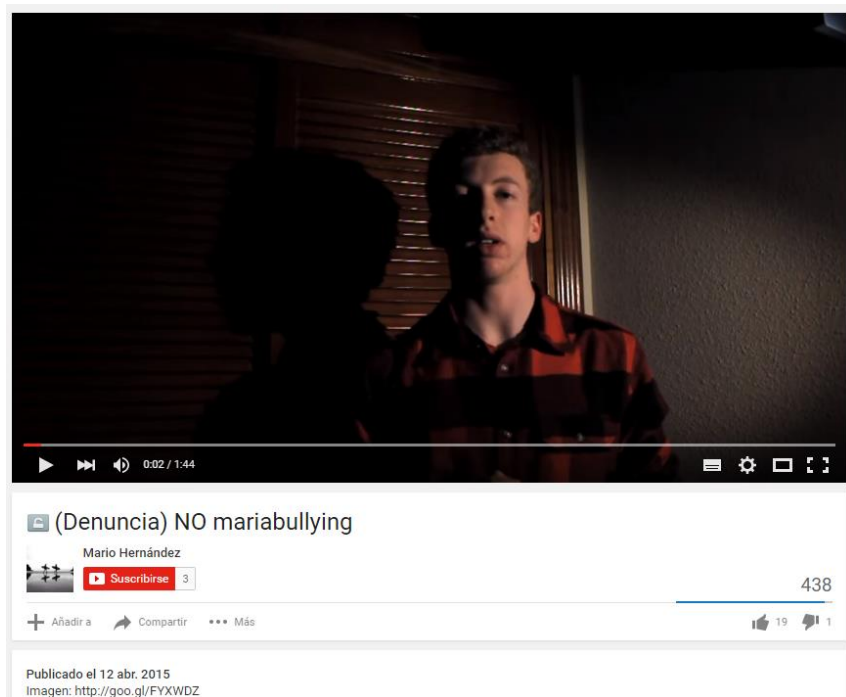 0:02 / 1:44
(Denuncia) NO mariabullying
Mario Hernández
Suscribirse 3
438
Añadir a Compartir Más 19 1
Publicado el 12 abr. 2015
Imagen: http://goo.gl/FYXWDZ